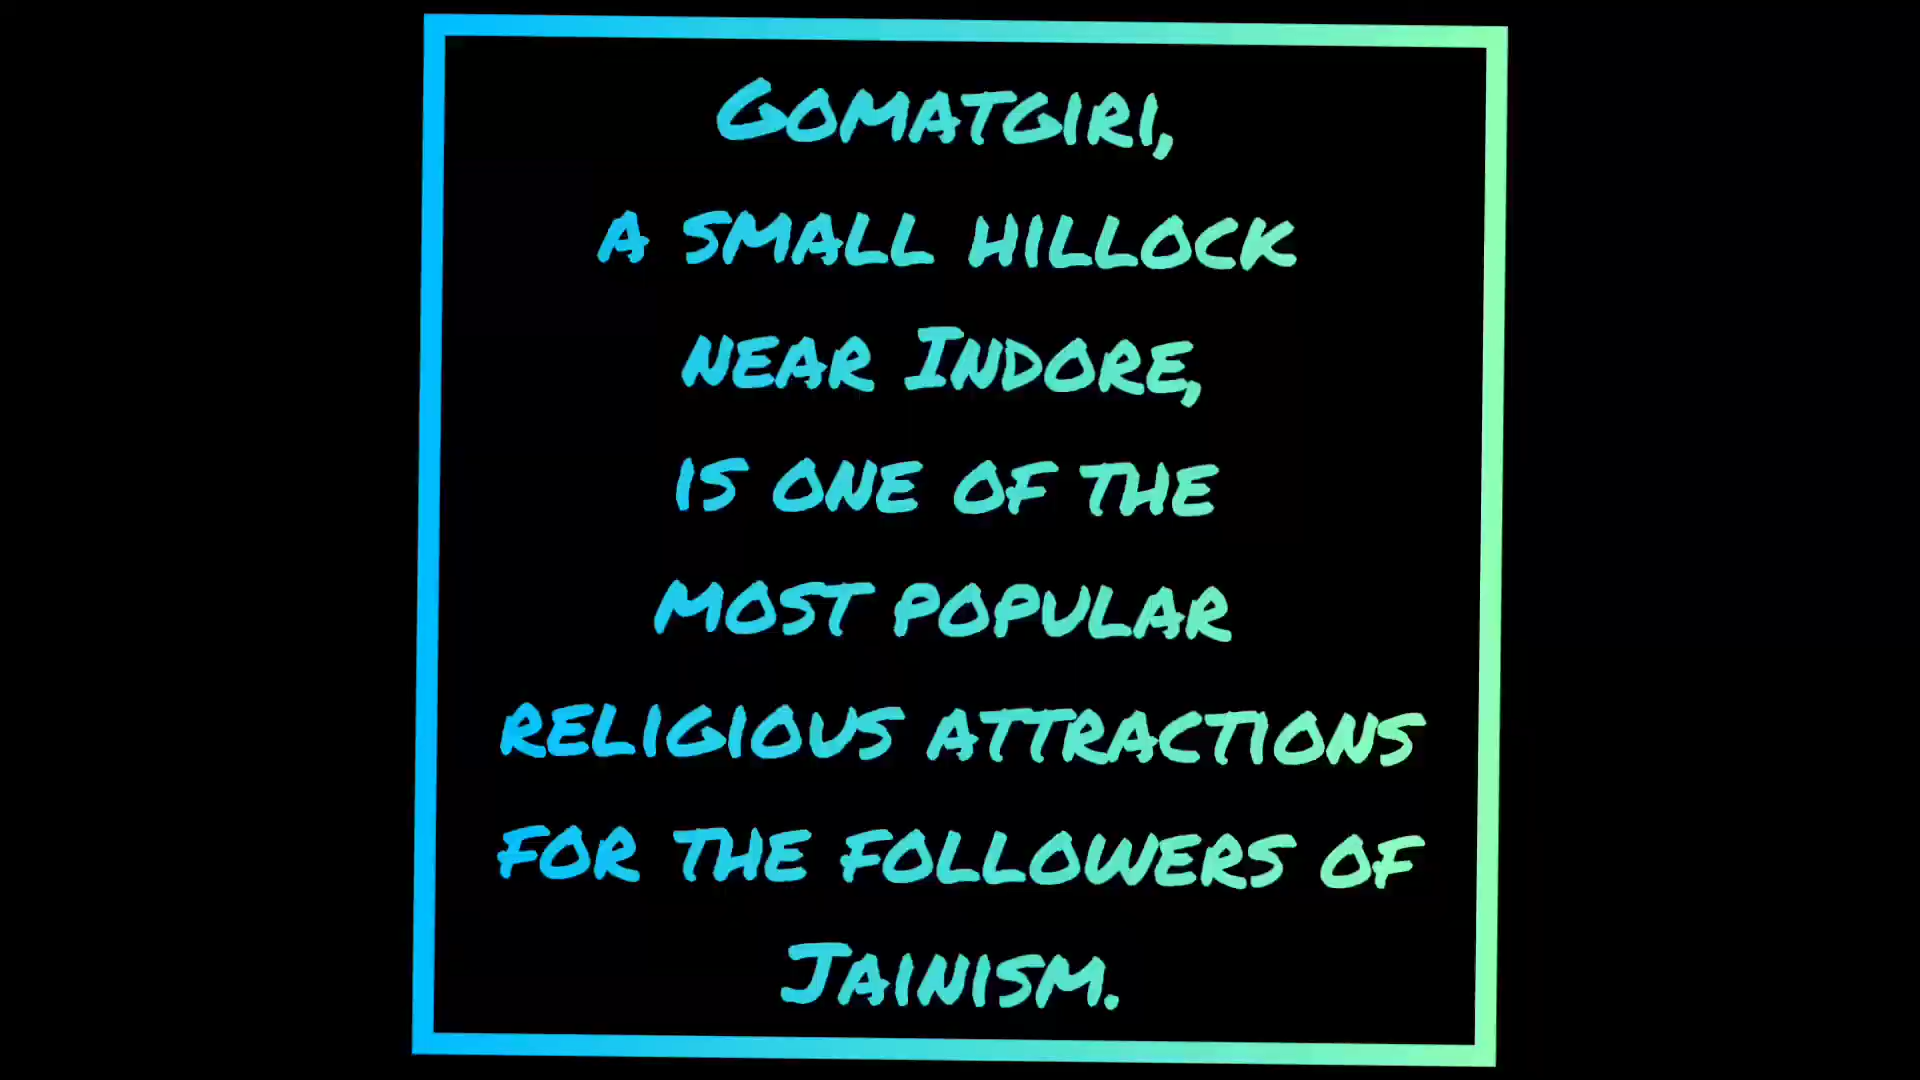 Gomatgiri,
a small hillock
near Indore,
is one of the
most popular
religious attractions
for the followers of
Jainism.